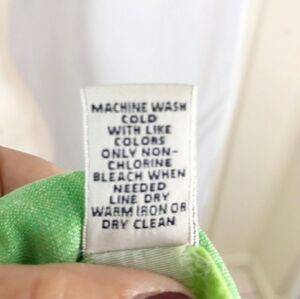 MACHINE WASH
COLD
WITH LIKE
COLORS
ONLY NON-
CHLORINE
BLEACH WHEN
NEEDED
LINE DRY
WARM IRON OR
DRY CLEAN